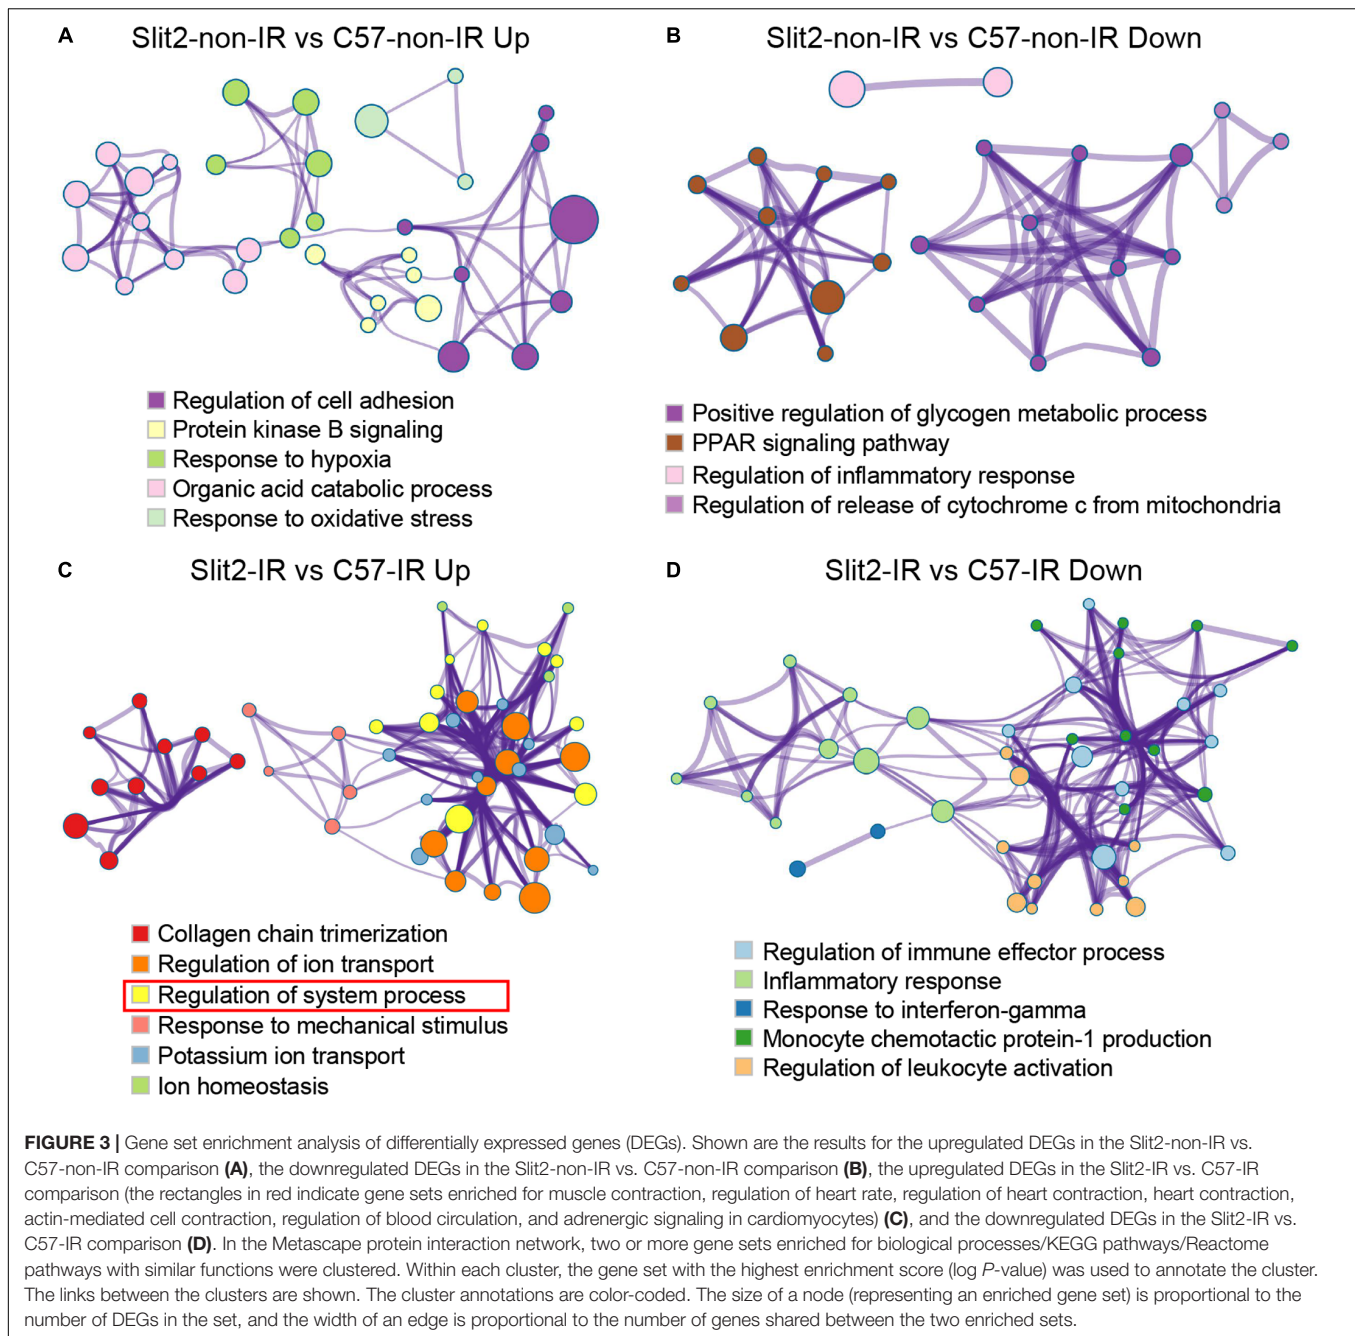 A Slit2-non-IR vs C57-non-IR Up
B Slit2-non-IR vs C57-non-IR Down
Regulation of cell adhesion
Protein kinase B signaling
Response to hypoxia
Organic acid catabolic process
Response to oxidative stress
Positive regulation of glycogen metabolic process
PPAR signaling pathway
Regulation of inflammatory response
Regulation of release of cytochrome c from mitochondria
C Slit2-IR vs C57-IR Up
D Slit2-IR vs C57-IR Down
Collagen chain trimerization
Regulation of ion transport
Regulation of system process
Response to mechanical stimulus
Potassium ion transport
Ion homeostasis
Regulation of immune effector process
Inflammatory response
Response to interferon-gamma
Monocyte chemotactic protein-1 production
Regulation of leukocyte activation
FIGURE 3 | Gene set enrichment analysis of differentially expressed genes (DEGs). Shown are the results for the upregulated DEGs in the Slit2-non-IR vs.
C57-non-IR comparison (A), the downregulated DEGs in the Slit2-non-IR vs. C57-non-IR comparison (B), the upregulated DEGs in the Slit2-IR vs. C57-IR
comparison (the rectangles in red indicate gene sets enriched for muscle contraction, regulation of heart rate, regulation of heart contraction, heart contraction,
actin-mediated cell contraction, regulation of blood circulation, and adrenergic signaling in cardiomyocytes) (C), and the downregulated DEGs in the Slit2-IR vs.
C57-IR comparison (D). In the Metascape protein interaction network, two or more gene sets enriched for biological processes/KEGG pathways/Reactome
pathways with similar functions were clustered. Within each cluster, the gene set with the highest enrichment score (log P-value) was used to annotate the cluster.
The links between the clusters are shown. The cluster annotations are color-coded. The size of a node (representing an enriched gene set) is proportional to the
number of DEGs in the set, and the width of an edge is proportional to the number of genes shared between the two enriched sets.